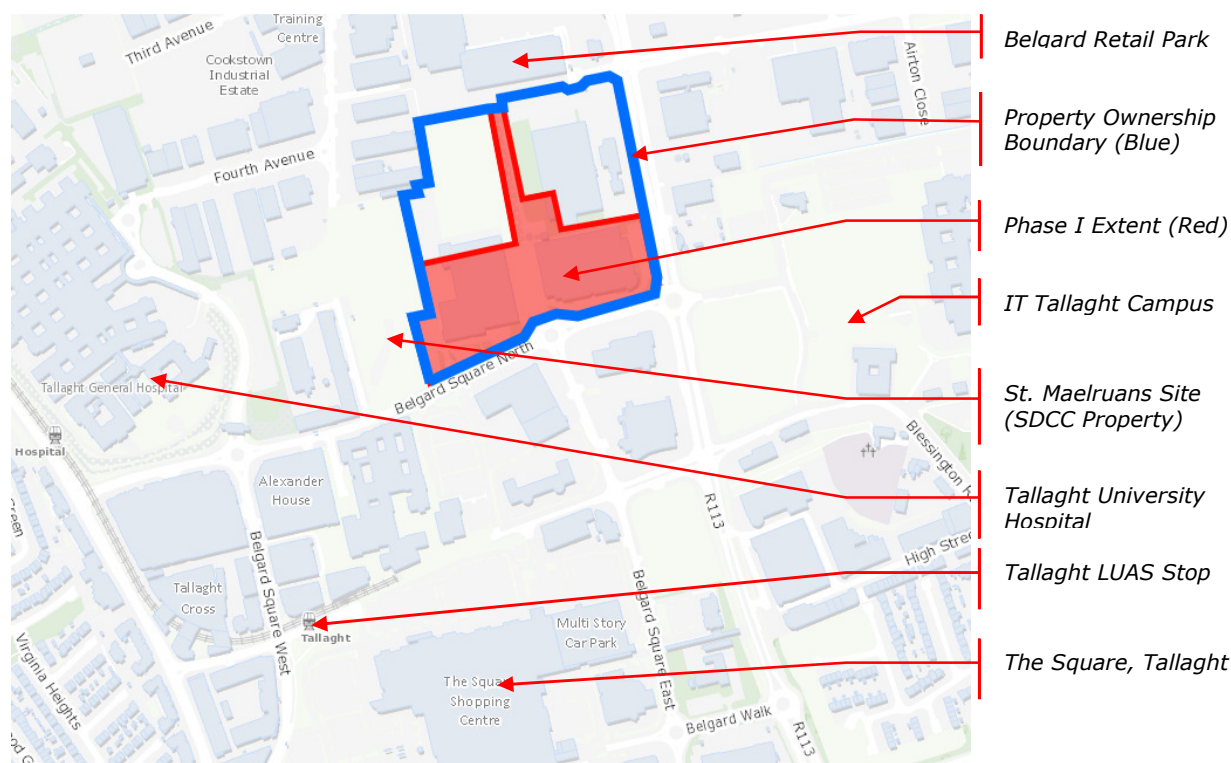 Training
Centre
Third Avenue
Cookstown
Industrial
Estate
Airton Close
Fourth Avenue
Tallaght General Hospital
Belgard Square North
Hospital
Alexander
House
Blessington R
R113
High Stree
Green
Belgard Square West
Tallaght
Cross
Tallaght
Multi Story
Car Park
Belgard Square East
Virginia Heights
The Squar
Shopping
Centre
Belgard Walk
R113
Belgard Retail Park
Property Ownership
Boundary (Blue)
Phase I Extent (Red)
IT Tallaght Campus
St. Maelruans Site
(SDCC Property)
Tallaght University
Hospital
Tallaght LUAS Stop
The Square, Tallaght